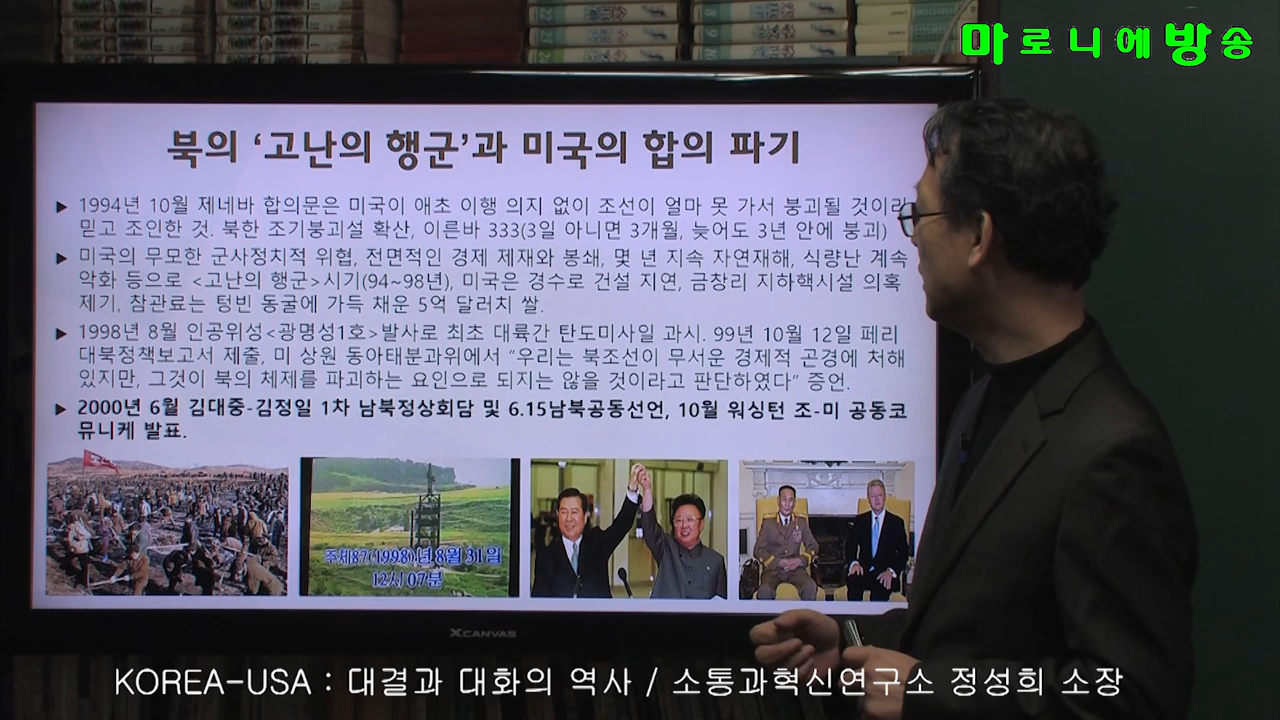 마로니에방송
북의 ‘고난의 행군’과 미국의 합의 파기
▶ 1994년 10월 제네바 합의문은 미국이 애초 이행 의지 없이 조선이 얼마 못 가서 붕괴될 것이라
믿고 조인한 것. 북한 조기붕괴설 확산, 이른바 333(3일 아니면 3개월, 늦어도 3년 안에 붕괴)
▶ 미국의 무모한 군사정치적 위협, 전면적인 경제 제재와 봉쇄, 몇 년 지속 자연재해, 식량난 계속
악화 등으로 <고난의 행군>시기(94~98년), 미국은 경수로 건설 지연, 금창리 지하핵시설 의혹
제기, 참관료는 텅빈 동굴에 가득 채운 5억 달러치 쌀.
▶ 1998년 8월 인공위성<광명성1호>발사로 최초 대륙간 탄도미사일 과시. 99년 10월 12일 페리
대북정책보고서 제출, 미 상원 동아태분과위에서 “우리는 북조선이 무서운 경제적 곤경에 처해
있지만, 그것이 북의 체제를 파괴하는 요인으로 되지는 않을 것이라고 판단하였다” 증언.
▶ 2000년 6월 김대중-김정일 1차 남북정상회담 및 6.15남북공동선언, 10월 워싱턴 조-미 공동코
뮤니케 발표.
주체87(1998)년 8월 31일
12시 07분
XCANVAS
KOREA-USA : 대결과 대화의 역사 / 소통과혁신연구소 정성희 소장